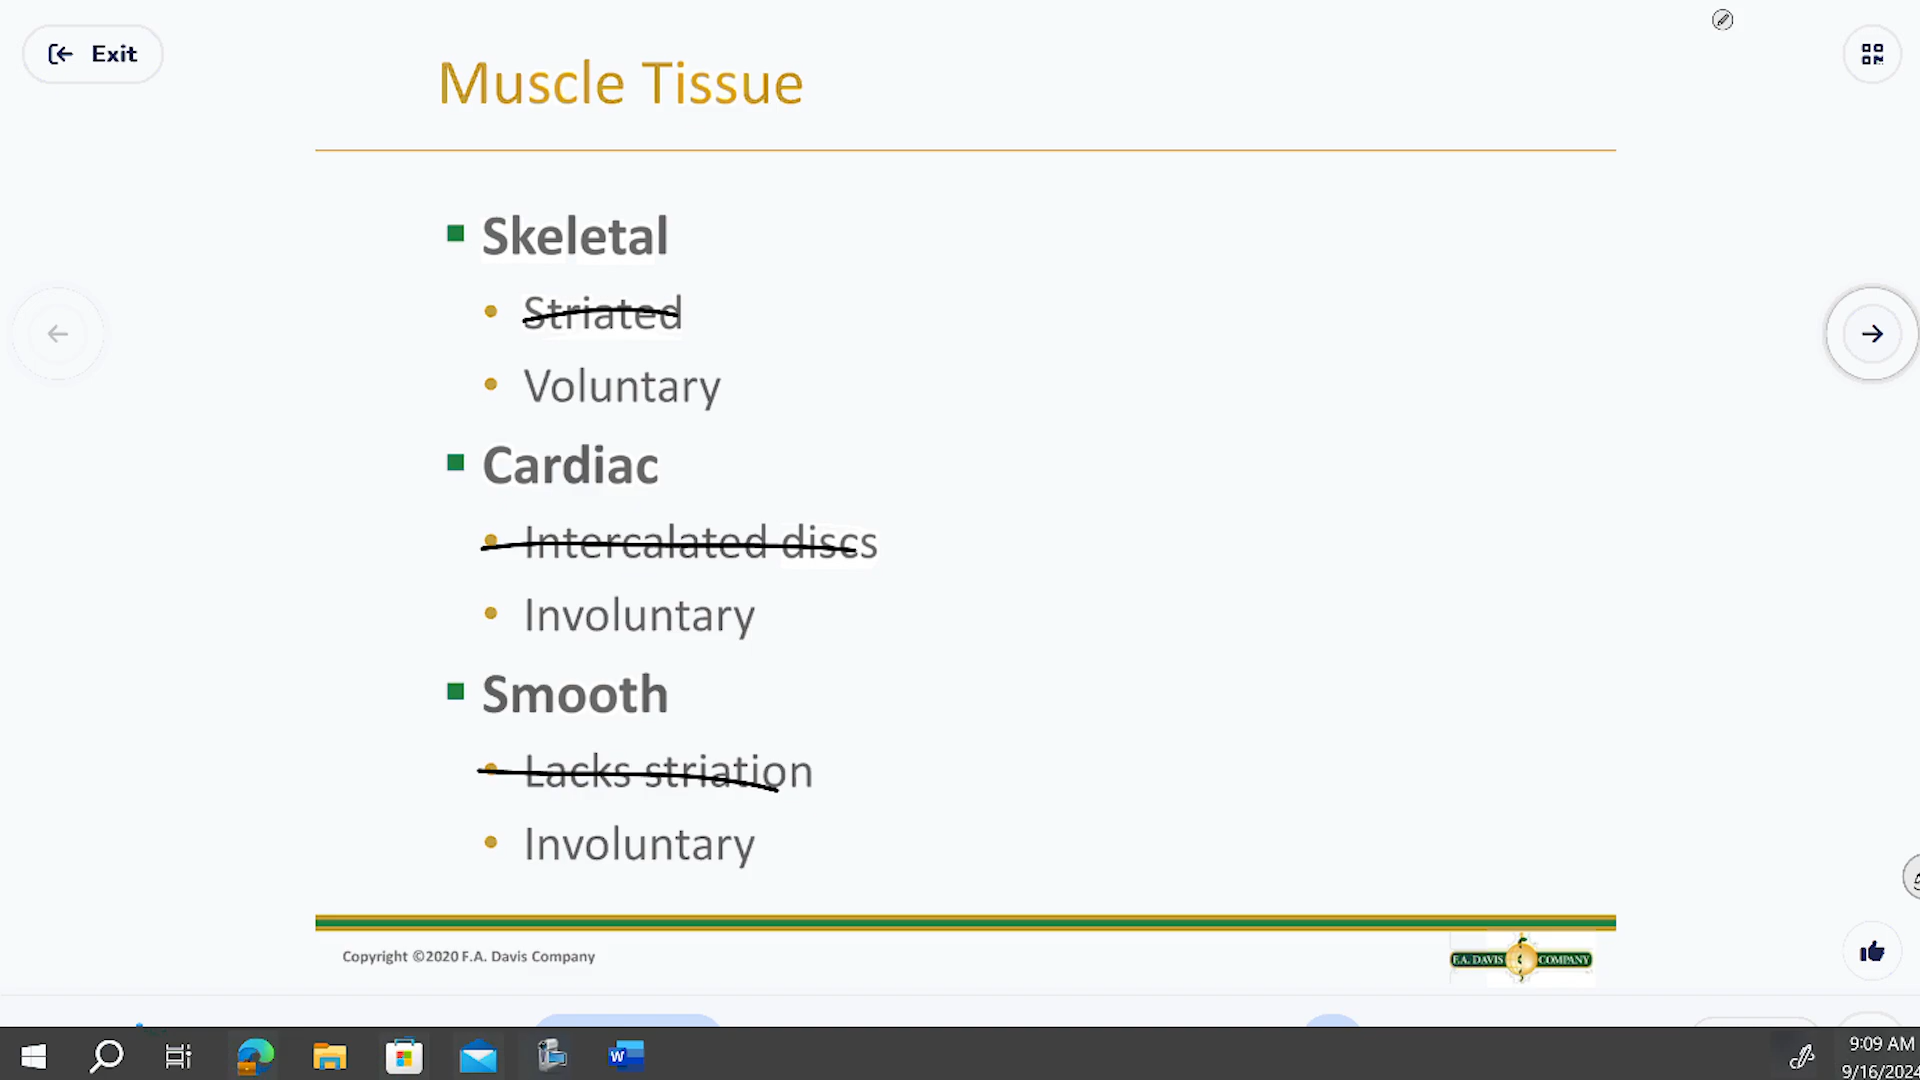 Exit
Muscle Tissue
Skeletal
Striated
Voluntary
Cardiac
Intercalated discs
Involuntary
Smooth
Lacks striation
Involuntary
Copyright ©2020 F.A. Davis Company
F.A. DAVIS COMPANY
9:09 AM
9/16/2024